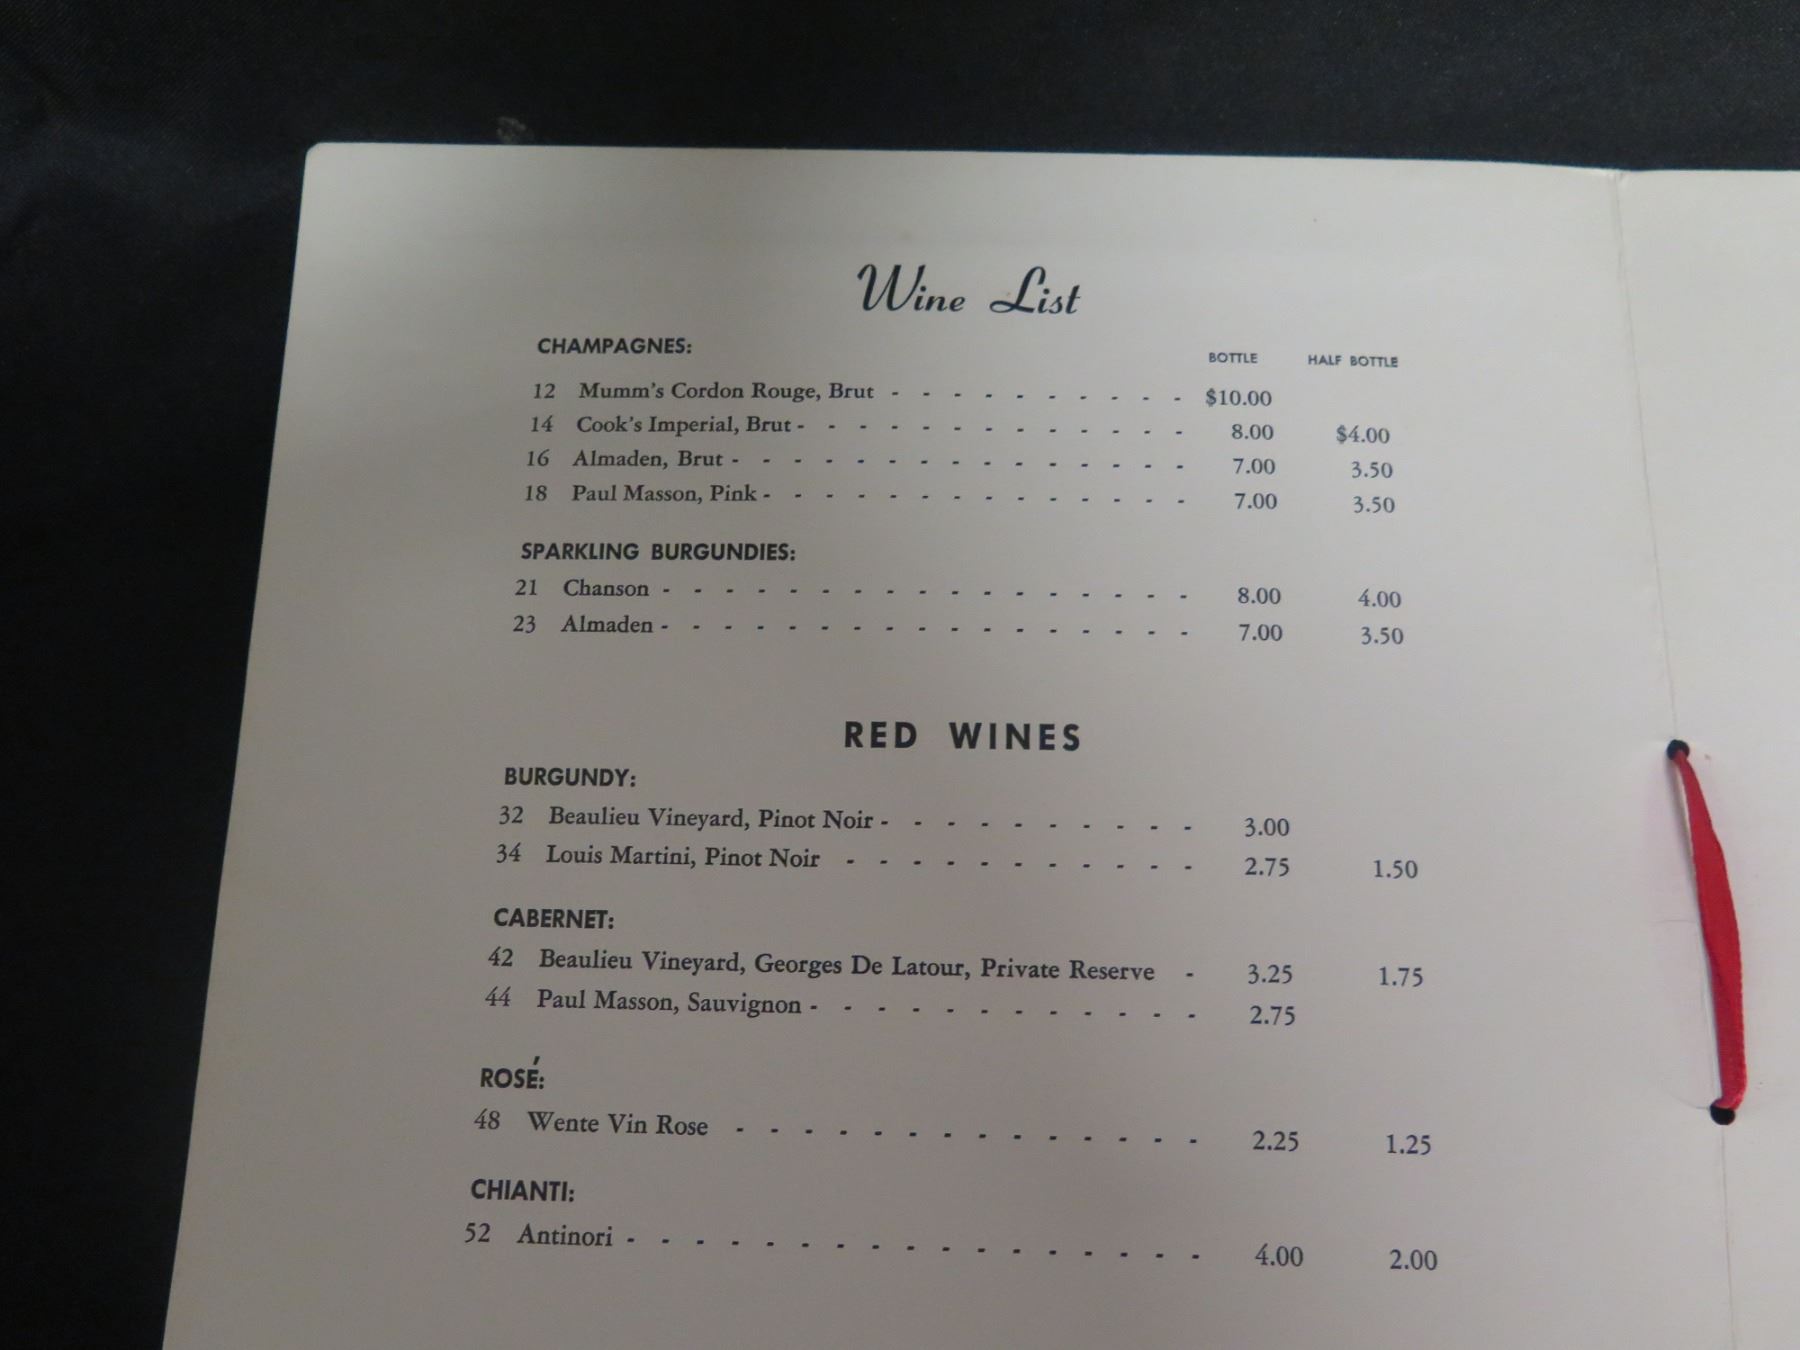 Wine List
CHAMPAGNES: BOTTLE HALF BOTTLE
12 Mumm's Cordon Rouge, Brut - - - - - - - - - - $10.00
14 Cook's Imperial, Brut - - - - - - - - - - - - - 8.00 $4.00
16 Almaden, Brut - - - - - - - - - - - - - - - 7.00 3.50
18 Paul Masson, Pink - - - - - - - - - - - - - - 7.00 3.50
SPARKLING BURGUNDIES:
21 Chanson - - - - - - - - - - - - - - - - - 8.00 4.00
23 Almaden - - - - - - - - - - - - - - - - - 7.00 3.50
RED WINES
BURGUNDY:
32 Beaulieu Vineyard, Pinot Noir - - - - - - - - - - 3.00
34 Louis Martini, Pinot Noir - - - - - - - - - - - 2.75 1.50
CABERNET:
42 Beaulieu Vineyard, Georges De Latour, Private Reserve - 3.25 1.75
44 Paul Masson, Sauvignon - - - - - - - - - - - - 2.75
ROSÉ:
48 Wente Vin Rose - - - - - - - - - - - - - - 2.25 1.25
CHIANTI:
52 Antinori - - - - - - - - - - - - - - - - - 4.00 2.00